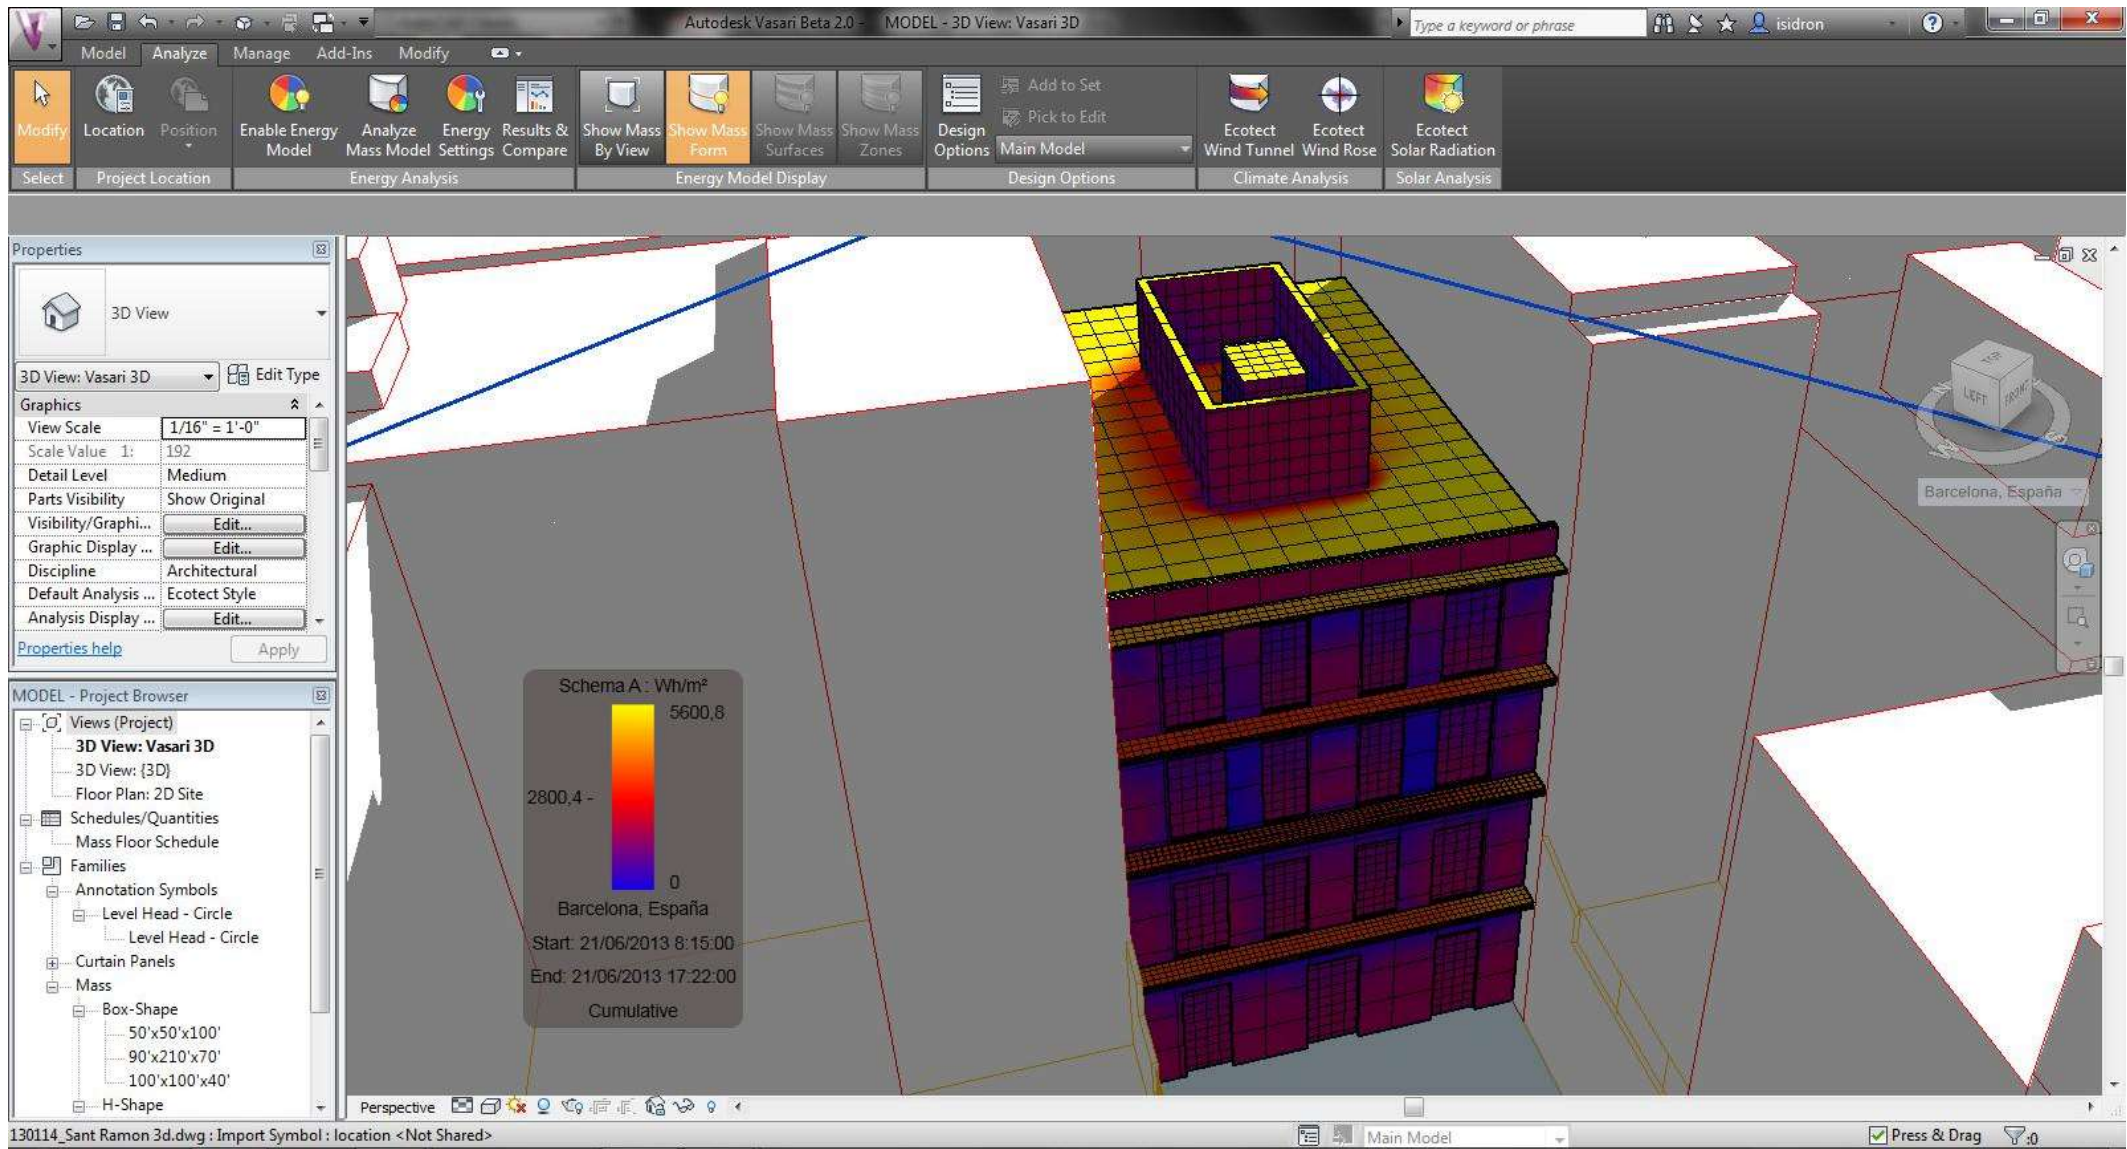 Autodesk Vasari Beta 2.0 - MODEL - 3D View: Vasari 3D
Type a keyword or phrase
isidron
Model Analyze Manage Add-Ins Modify
Modify
Location
Position
Enable Energy Model
Analyze Mass Model
Energy Settings
Results & Compare
Show Mass By View
Show Mass Form
Show Mass Surfaces
Show Mass Zones
Design Options
Add to Set
Pick to Edit
Main Model
Ecotect Wind Tunnel
Ecotect Wind Rose
Ecotect Solar Radiation
Select
Project Location
Energy Analysis
Energy Model Display
Design Options
Climate Analysis
Solar Analysis
Properties
3D View
3D View: Vasari 3D
Edit Type
Graphics
View Scale 1/16" = 1'-0"
Scale Value 1: 192
Detail Level Medium
Parts Visibility Show Original
Visibility/Graphi... Edit...
Graphic Display ... Edit...
Discipline Architectural
Default Analysis ... Ecotect Style
Analysis Display ... Edit...
Properties help
Apply
MODEL - Project Browser
Views (Project)
3D View: Vasari 3D
3D View: {3D}
Floor Plan: 2D Site
Schedules/Quantities
Mass Floor Schedule
Families
Annotation Symbols
Level Head - Circle
Level Head - Circle
Curtain Panels
Mass
Box-Shape
50'x50'x100'
90'x210'x70'
100'x100'x40'
H-Shape
Schema A : Wh/m²
5600,8
2800,4 -
0
Barcelona, España
Start: 21/06/2013 8:15:00
End: 21/06/2013 17:22:00
Cumulative
TOP
LEFT
FRONT
Barcelona, España
Perspective
130114_Sant Ramon 3d.dwg : Import Symbol : location <Not Shared>
Main Model
Press & Drag
:0